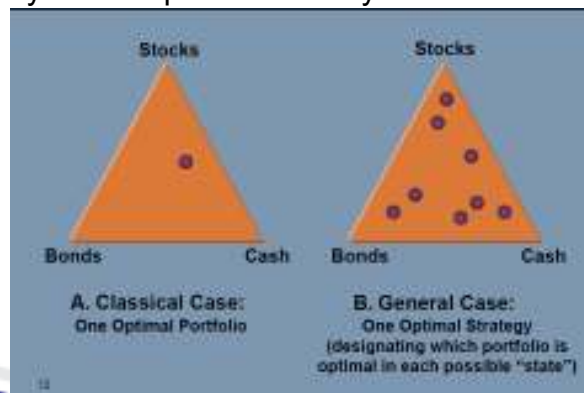 Stocks
Stocks
Bonds
Cash
Bonds
Cash
A. Classical Case:
One Optimal Portfolio
B. General Case:
One Optimal Strategy
(designating which portfolio is
optimal in each possible "state")